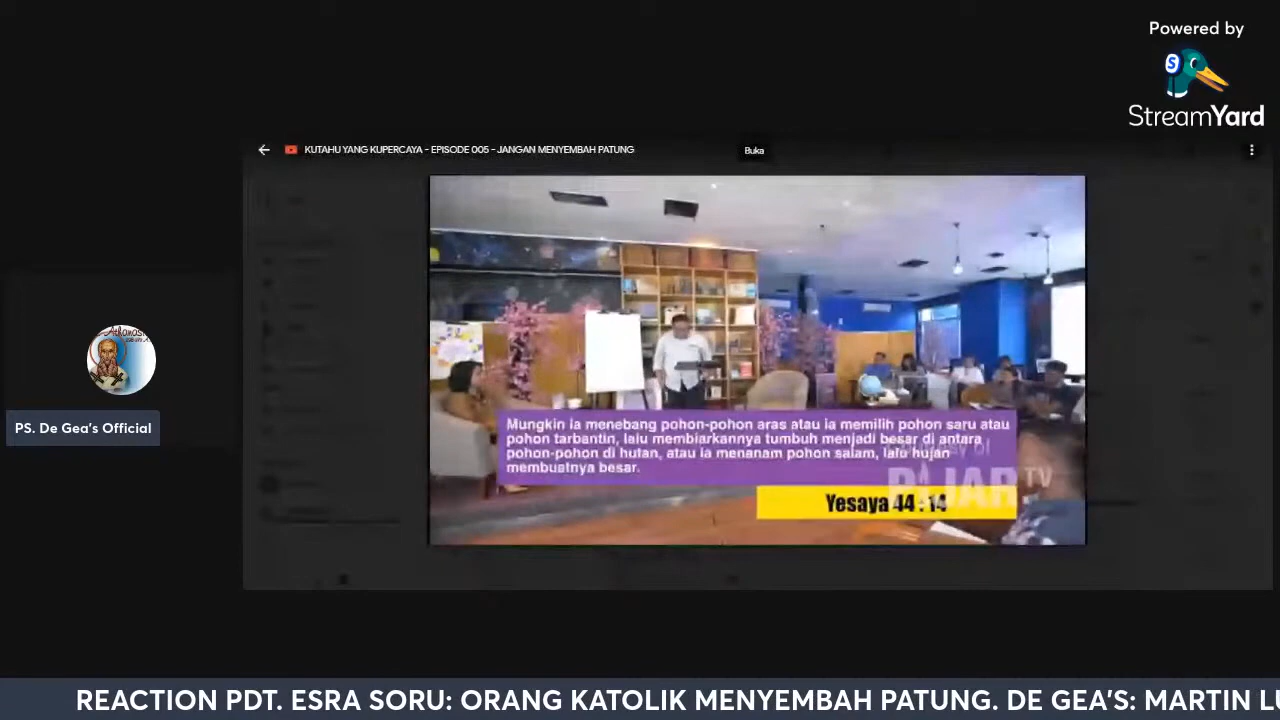 Powered by
StreamYard
KUTAHU YANG KUPERCAYA - EPISODE 005 - JANGAN MENYEMBAH PATUNG
Buka
Mungkin ia menebang pohon-pohon aras atau ia memilih pohon saru atau
pohon tarbantin, lalu membiarkannya tumbuh menjadi besar di antara
pohon-pohon di hutan, atau ia menanam pohon salam, lalu hujan
membuatnya besar.
of
PIJAR TV
Yesaya 44 : 14
PS. De Gea's Official
REACTION PDT. ESRA SORU: ORANG KATOLIK MENYEMBAH PATUNG. DE GEA'S: MARTIN LU